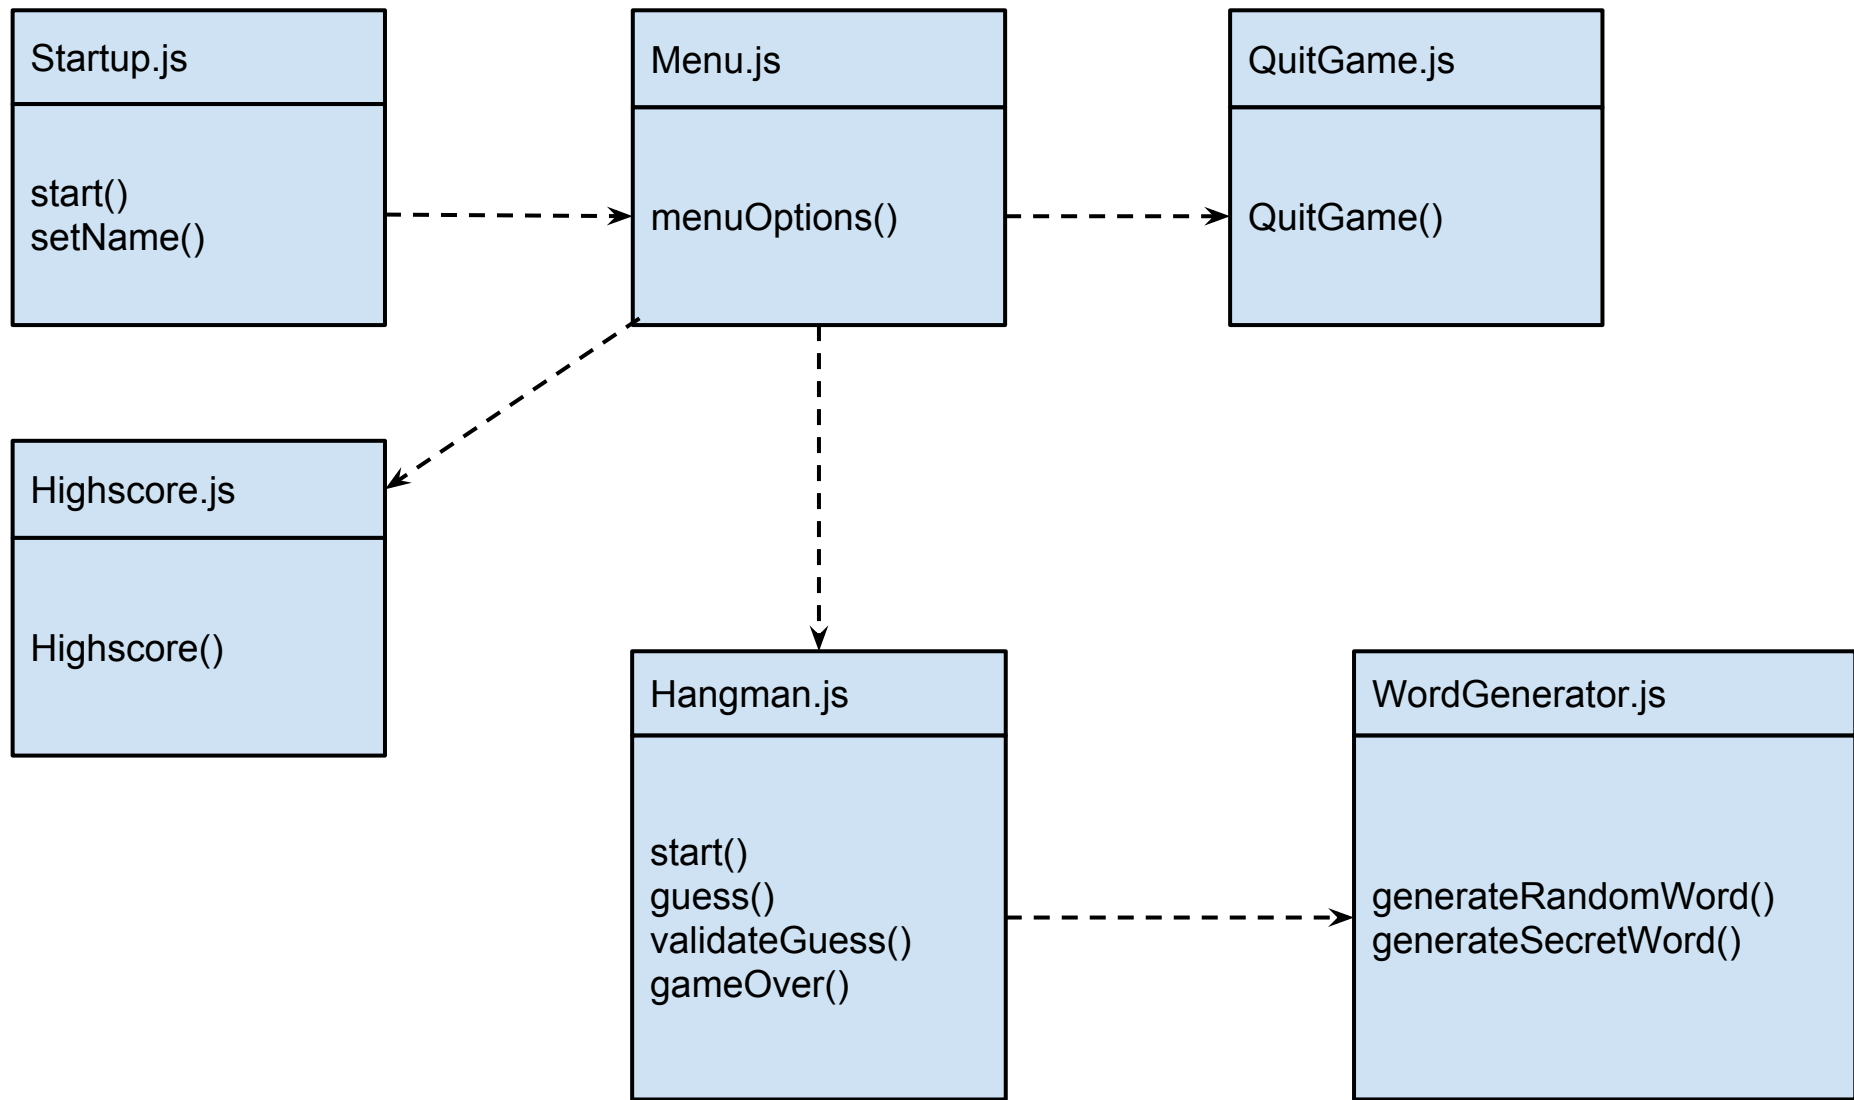 Startup.js
start()
setName()
Menu.js
menuOptions()
QuitGame.js
QuitGame()
Highscore.js
Highscore()
Hangman.js
start()
guess()
validateGuess()
gameOver()
WordGenerator.js
generateRandomWord()
generateSecretWord()